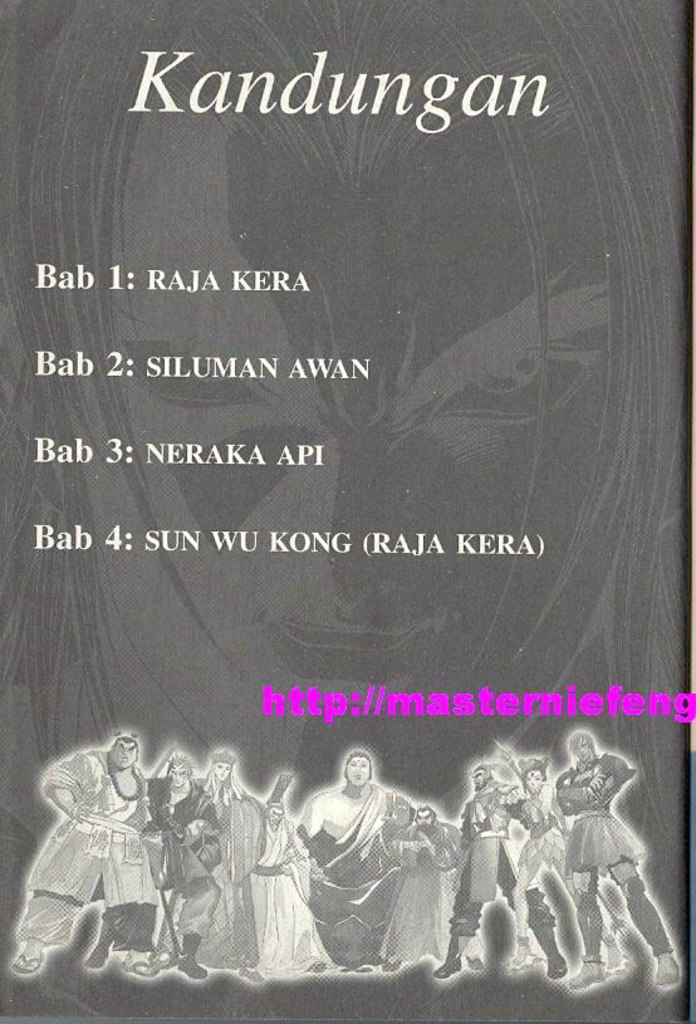 Kandungan
Bab 1: RAJA KERA
Bab 2: SILUMAN AWAN
Bab 3: NERAKA API
Bab 4: SUN WU KONG (RAJA KERA)
http://masterniefeng